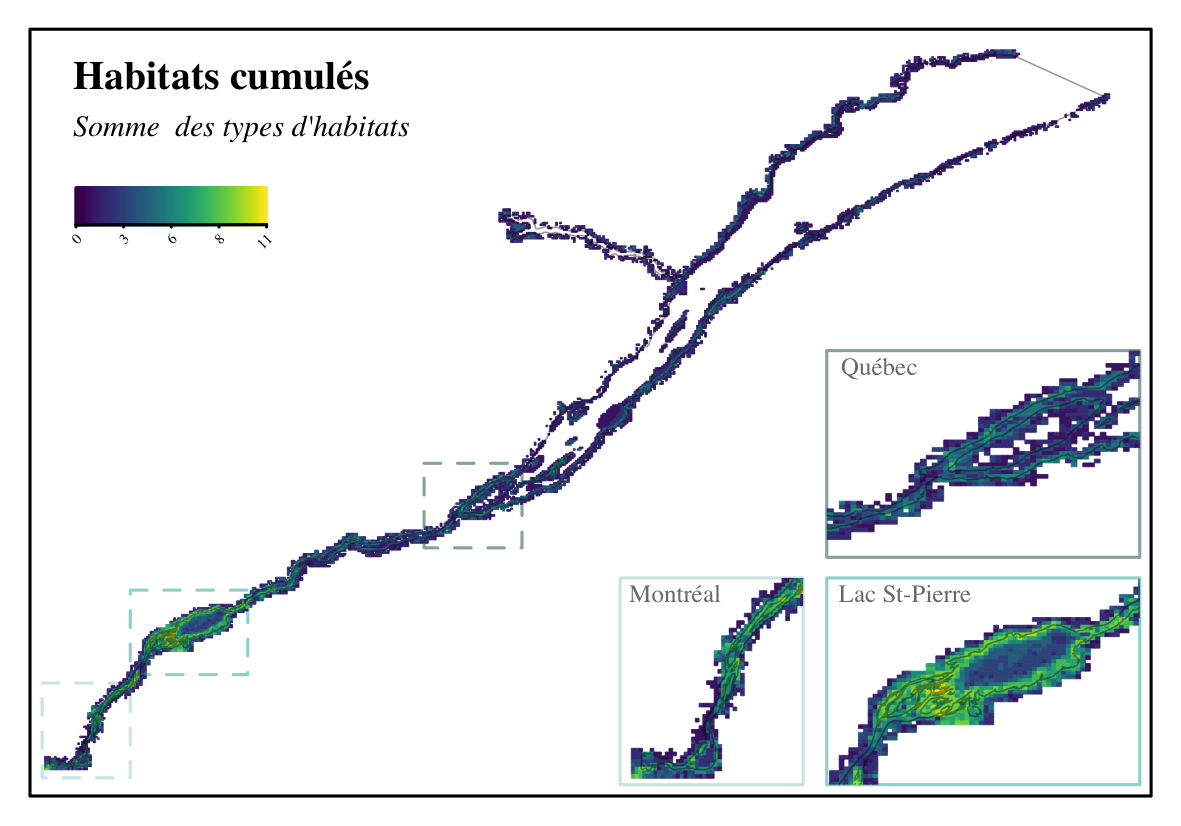 Habitats cumulés
Somme des types d'habitats
0 3 6 8 11
Québec
Montréal
Lac St-Pierre